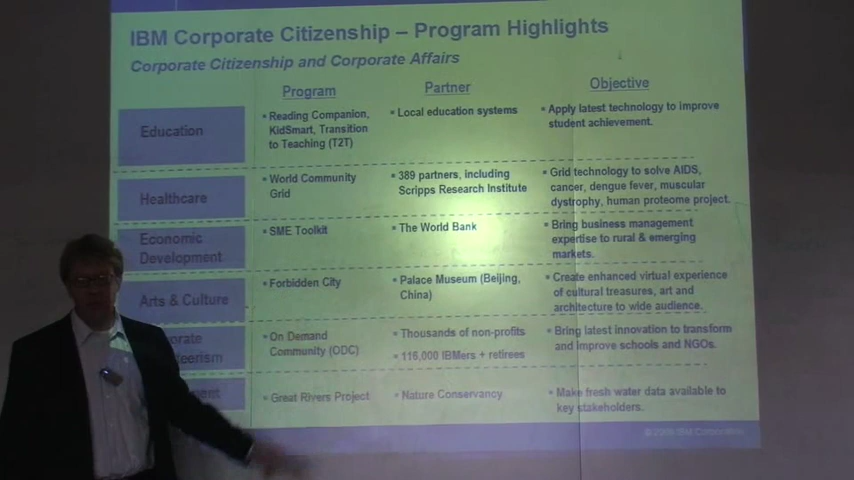 IBM Corporate Citizenship – Program Highlights
Corporate Citizenship and Corporate Affairs
Program
Partner
Objective
Education
▪ Reading Companion,
KidSmart, Transition
to Teaching (T2T)
▪ Local education systems
▪ Apply latest technology to improve
student achievement.
Healthcare
▪ World Community
Grid
▪ 389 partners, including
Scripps Research Institute
▪ Grid technology to solve AIDS,
cancer, dengue fever, muscular
dystrophy, human proteome project.
Economic
Development
▪ SME Toolkit
▪ The World Bank
▪ Bring business management
expertise to rural & emerging
markets.
Arts & Culture
▪ Forbidden City
▪ Palace Museum (Beijing,
China)
▪ Create enhanced virtual experience
of cultural treasures, art and
architecture to wide audience.
orate
teerism
▪ On Demand
Community (ODC)
▪ Thousands of non-profits
▪ 116,000 IBMers + retirees
▪ Bring latest innovation to transform
and improve schools and NGOs.
▪ Great Rivers Project
▪ Nature Conservancy
▪ Make fresh water data available to
key stakeholders.
IBM Corporation